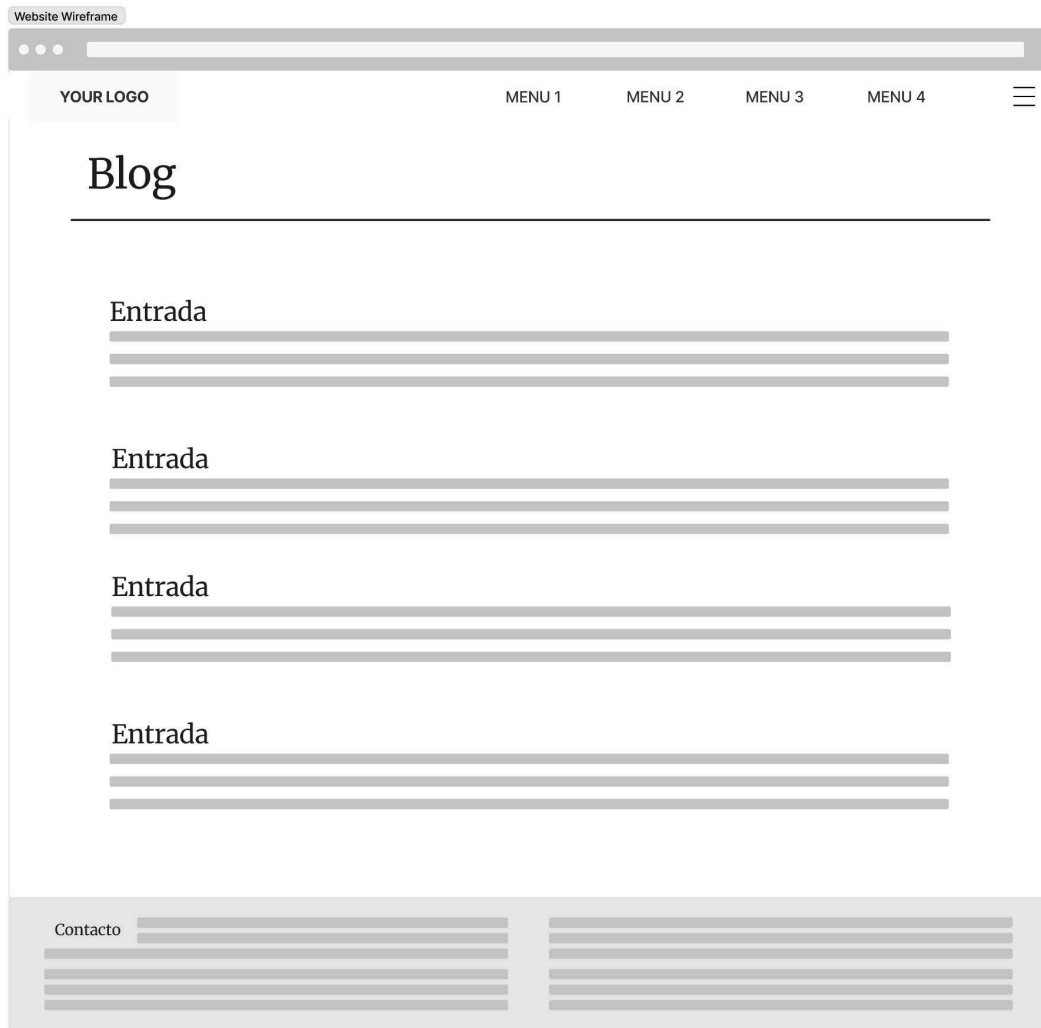 Website Wireframe
YOUR LOGO MENU 1 MENU 2 MENU 3 MENU 4
Blog
Entrada
Entrada
Entrada
Entrada
Contacto